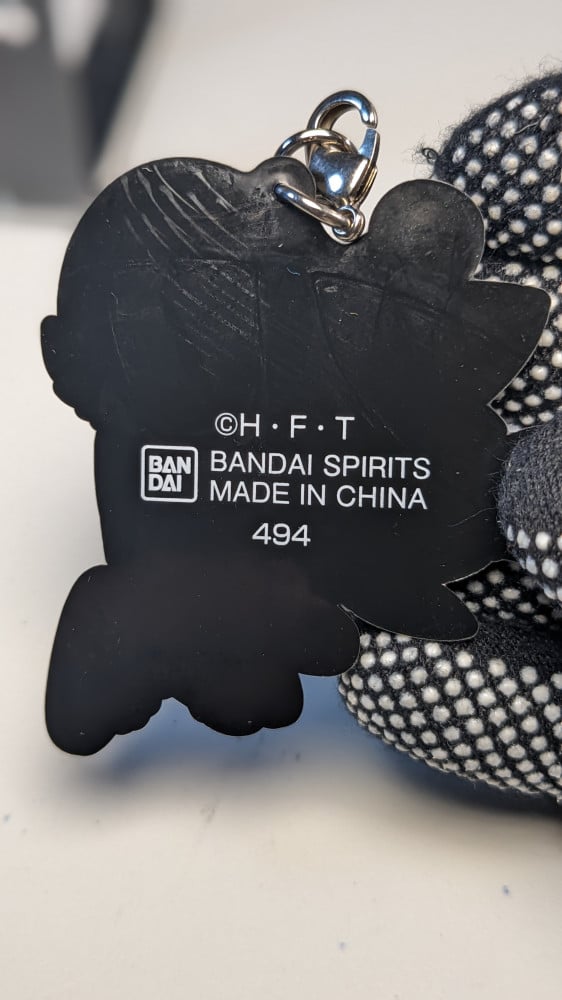 ©H・F・T
BAN
DAI
BANDAI SPIRITS
MADE IN CHINA
494